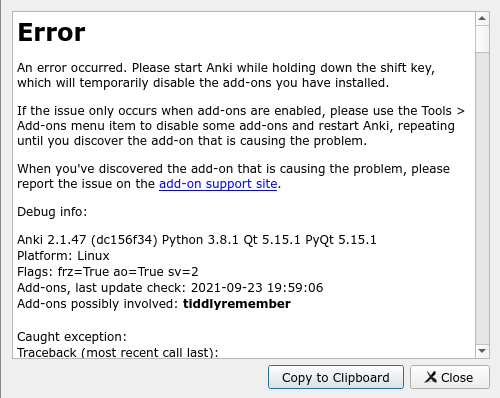 Error
An error occurred. Please start Anki while holding down the shift key,
which will temporarily disable the add-ons you have installed.
If the issue only occurs when add-ons are enabled, please use the Tools >
Add-ons menu item to disable some add-ons and restart Anki, repeating
until you discover the add-on that is causing the problem.
When you've discovered the add-on that is causing the problem, please
report the issue on the add-on support site.
Debug info:
Anki 2.1.47 (dc156f34) Python 3.8.1 Qt 5.15.1 PyQt 5.15.1
Platform: Linux
Flags: frz=True ao=True sv=2
Add-ons, last update check: 2021-09-23 19:59:06
Add-ons possibly involved: tiddlyremember
Caught exception:
Traceback (most recent call last):
Copy to Clipboard
Close